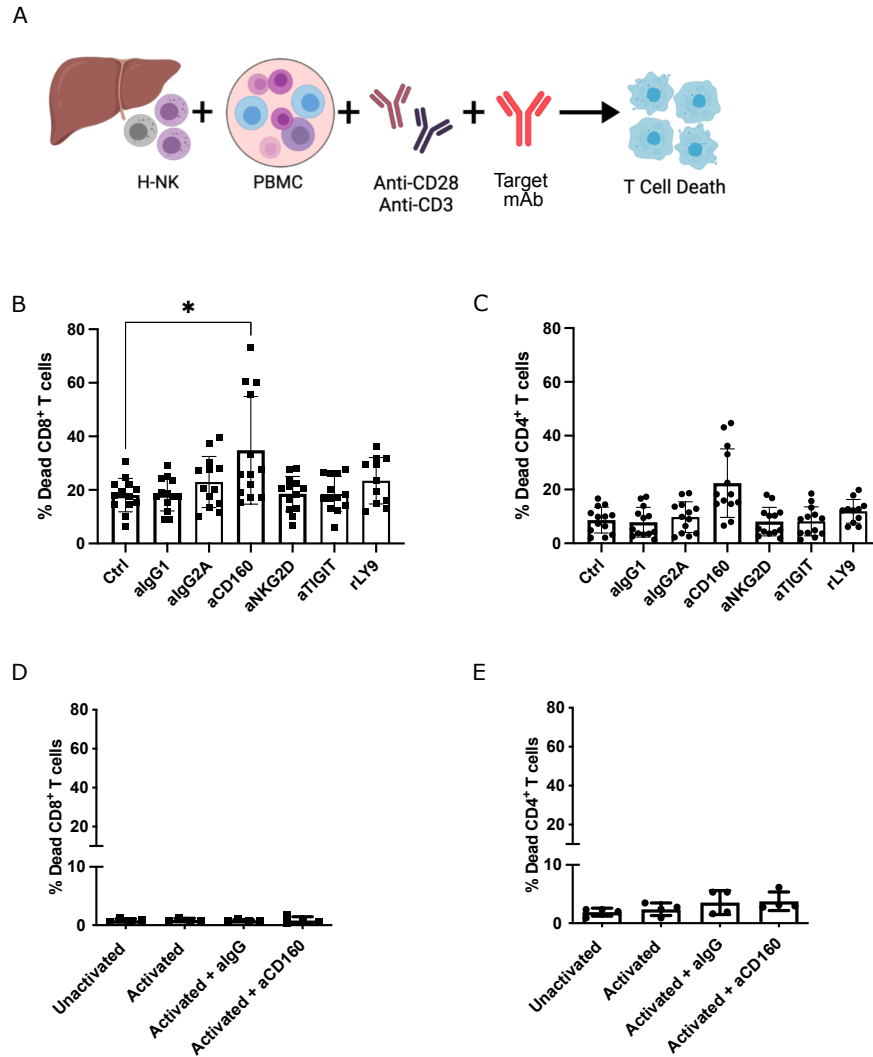 A
+ + + 
H-NK
PBMC
Anti-CD28
Anti-CD3
Target
mAb
T Cell Death
B
*
% Dead CD8⁺ T cells
80
60
40
20
0
Ctrl
aIgG1
aIgG2A
aCD160
aNKG2D
aTIGIT
rLY9
C
% Dead CD4⁺ T cells
80
60
40
20
0
Ctrl
aIgG1
aIgG2A
aCD160
aNKG2D
aTIGIT
rLY9
D
% Dead CD8⁺ T cells
80
60
40
20
10
0
Unactivated
Activated
Activated + aIgG
Activated + aCD160
E
% Dead CD4⁺ T cells
80
60
40
20
10
0
Unactivated
Activated
Activated + aIgG
Activated + aCD160